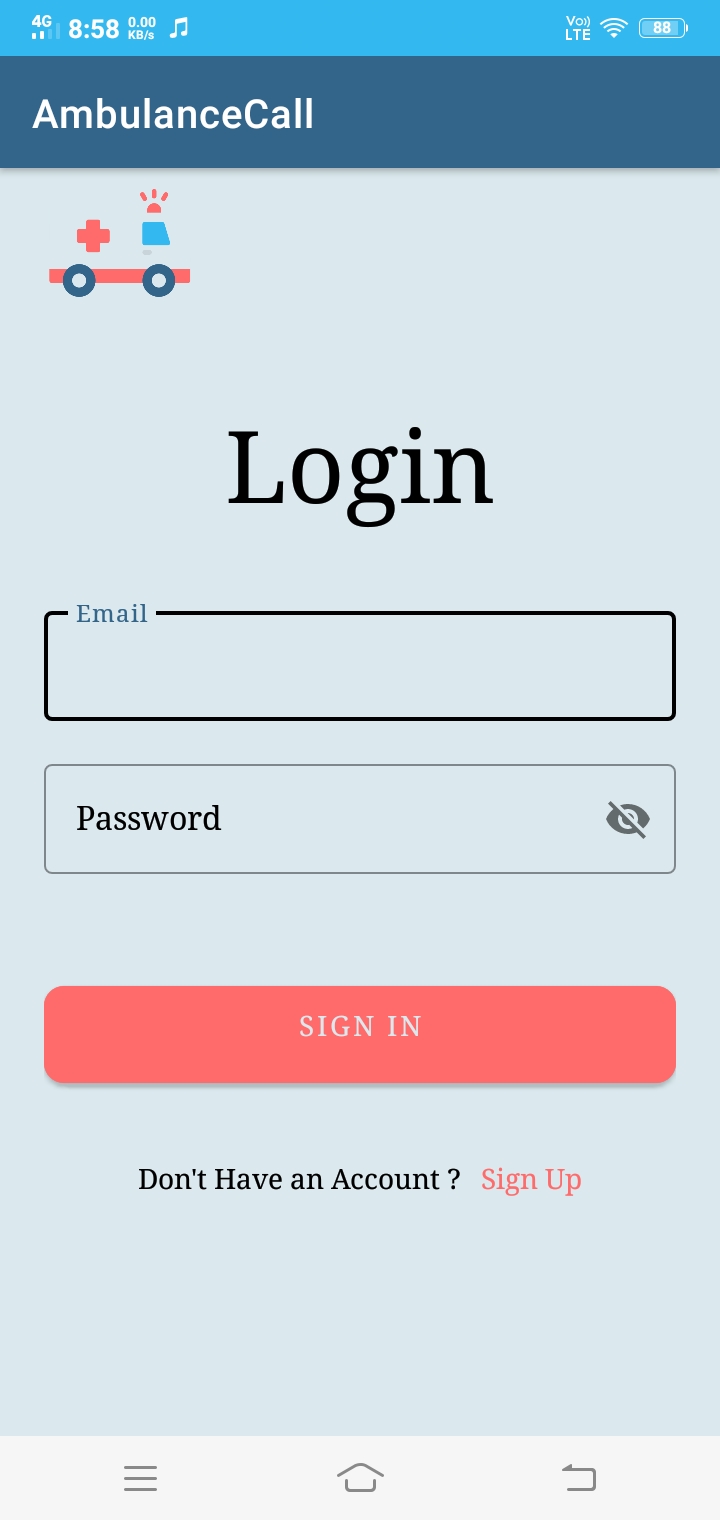 4G 8:58 0.00 KB/s Vo)) LTE 88
AmbulanceCall
Login
Email
Password
SIGN IN
Don't Have an Account ? Sign Up